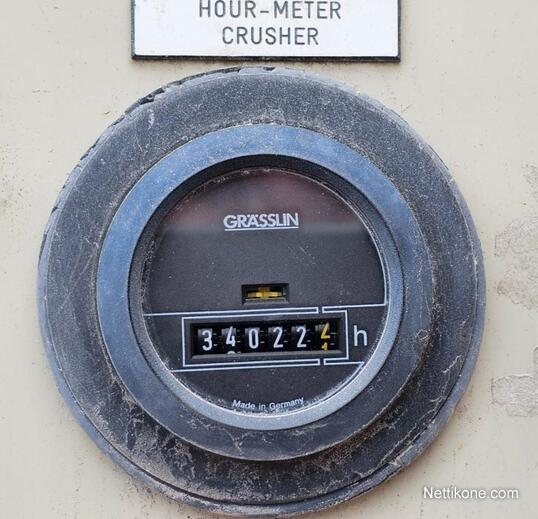 HOUR-METER
CRUSHER
GRÄSSLIN
34022 h
Made in Germany
Nettikone.com